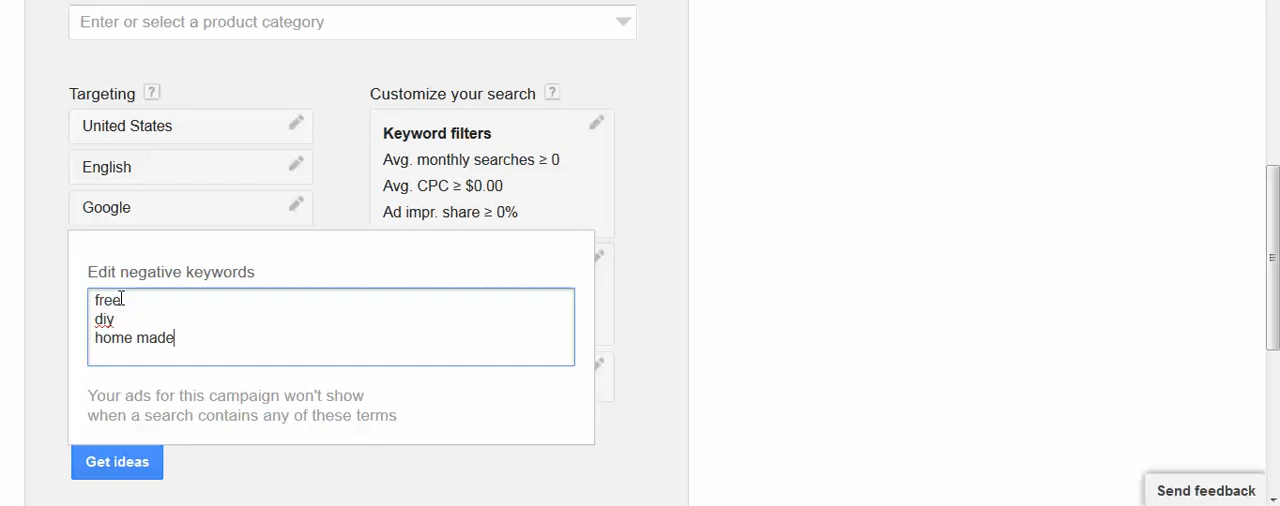 Enter or select a product category
Targeting ?
Customize your search ?
United States
English
Google
Keyword filters
Avg. monthly searches ≥ 0
Avg. CPC ≥ $0.00
Ad impr. share ≥ 0%
Edit negative keywords
free
diy
home made
Your ads for this campaign won't show
when a search contains any of these terms
Get ideas
Send feedback